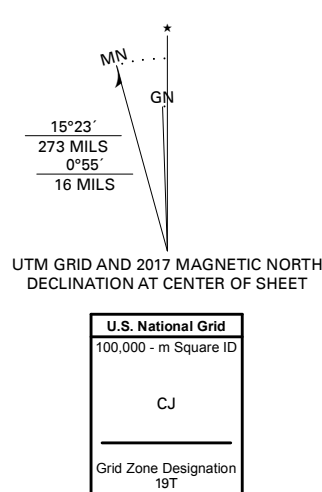 ★
MN
GN
15°23´
273 MILS
0°55´
16 MILS
UTM GRID AND 2017 MAGNETIC NORTH
DECLINATION AT CENTER OF SHEET
U.S. National Grid
100,000 - m Square ID
CJ
Grid Zone Designation
19T